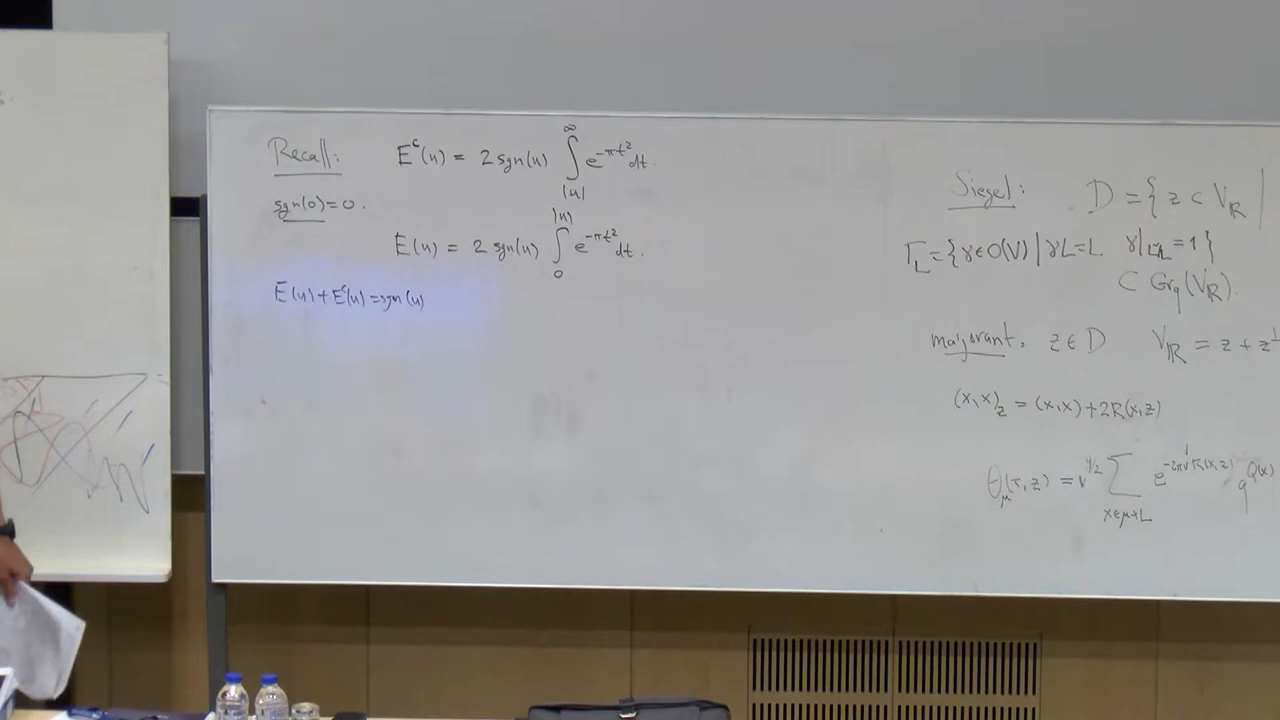 Recall: E^c(u) = 2 sgn(u) ∫_{|u|}^{∞} e^{-πt²} dt.
sgn(0) = 0.
E(u) = 2 sgn(u) ∫_0^{|u|} e^{-πt²} dt.
E(u) + E^c(u) = sgn(u)
Siegel: D = { z ⊂ V_ℝ |
Γ_L = { γ ∈ O(V) | γL = L γ|_{L^∨/L} = 1 }
⊂ Gr_q(V_ℝ).
majorant. z ∈ D V_ℝ = z + z^⊥
(x,x)_z = (x,x) + 2R(x,z)
θ_μ(τ,z) = v^{q/2} ∑_{x∈μ+L} e^{-2πvR(x,z)} q^{Q(x)}